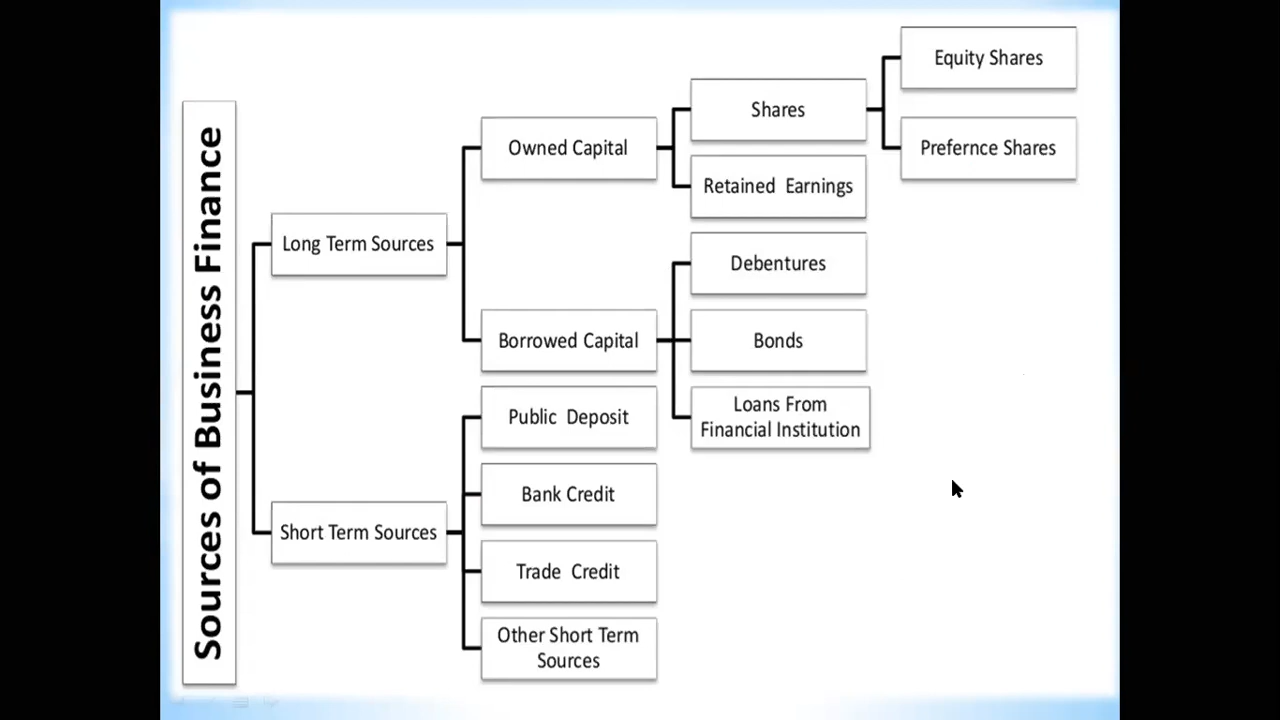 Sources of Business Finance
Long Term Sources
Owned Capital
Shares
Equity Shares
Prefernce Shares
Retained Earnings
Borrowed Capital
Debentures
Bonds
Loans From
Financial Institution
Short Term Sources
Public Deposit
Bank Credit
Trade Credit
Other Short Term
Sources